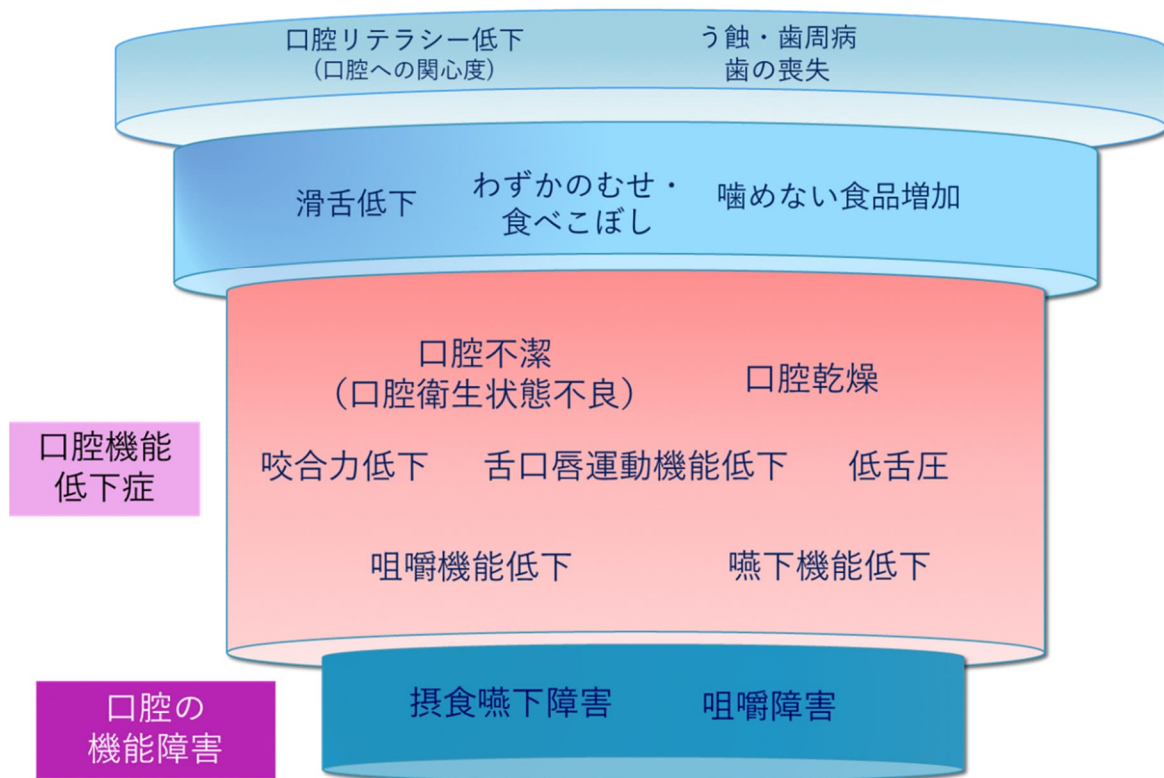 口腔リテラシー低下
(口腔への関心度)
う蝕・歯周病
歯の喪失
滑舌低下
わずかのむせ・
食べこぼし
噛めない食品増加
口腔不潔
（口腔衛生状態不良）
口腔乾燥
口腔機能
低下症
咬合力低下
舌口唇運動機能低下
低舌圧
咀嚼機能低下
嚥下機能低下
口腔の
機能障害
摂食嚥下障害
咀嚼障害